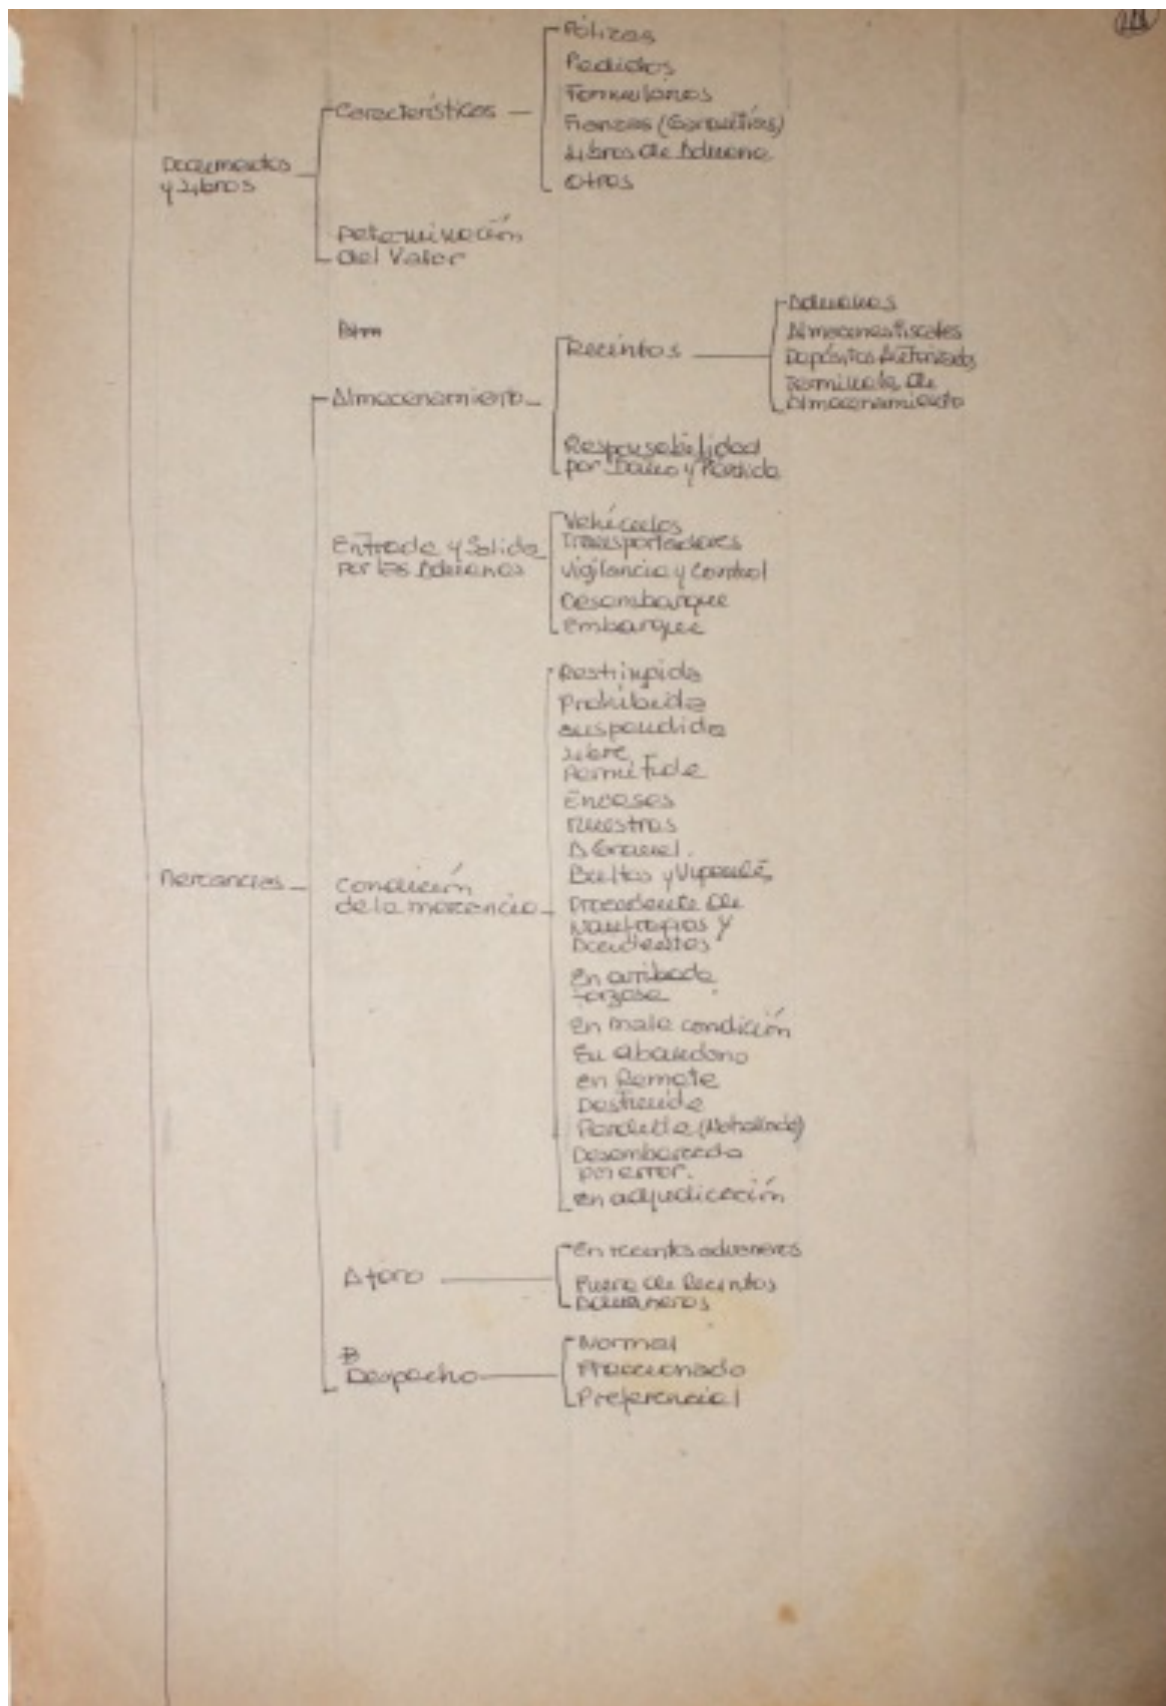 Pólizas
Pedidos
Formularios
Características
Fianzas (Garantías)
Libros de Aduana
Otros
Documentos
y Libros
Determinación
del Valor
Alm
Recintos
Aduanas
Almacenes Fiscales
Depósitos Autorizados
Terminals de
Almacenamiento
Almacenamiento
Responsabilidad
por Daño y Pérdida
Entrada y Salida
por las Aduanas
Vehículos
Transportadores
Vigilancia y Control
Desembarque
Embarque
Restringida
Prohibida
Suspendida
Libre
Permitida
Envases
Muestras
A Granel.
Bultos y
Mercancías
Condición
de la mercancía
Procedente de
Naufragios y
Accidentes
En arribada
forzosa
En mala condición
En abandono
en Remate
Destruida
Perdida (No hallada)
Desembarcada
por error.
En adjudicación
Aforo
En recintos aduaneros
Fuera de Recintos
Aduaneros
Despacho
Normal
Fraccionado
Preferencial